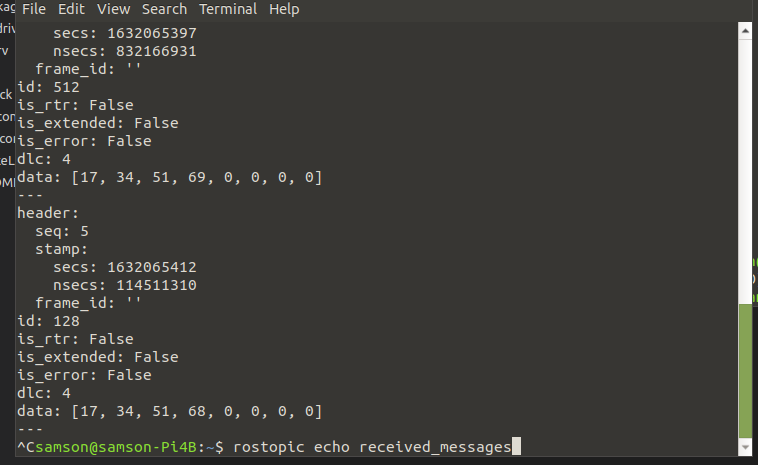 File Edit View Search Terminal Help
    secs: 1632065397
    nsecs: 832166931
  frame_id: ''
id: 512
is_rtr: False
is_extended: False
is_error: False
dlc: 4
data: [17, 34, 51, 69, 0, 0, 0, 0]
---
header:
  seq: 5
  stamp:
    secs: 1632065412
    nsecs: 114511310
  frame_id: ''
id: 128
is_rtr: False
is_extended: False
is_error: False
dlc: 4
data: [17, 34, 51, 68, 0, 0, 0, 0]
---
^Csamson@samson-Pi4B:~$ rostopic echo received_messages